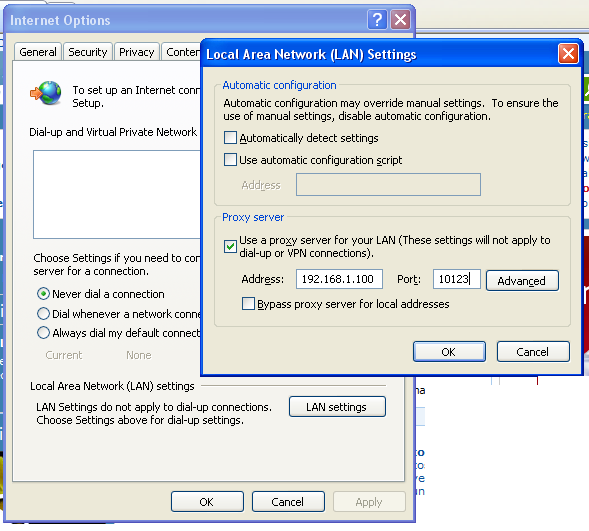 Internet Options
General
Security
Privacy
Conten
To set up an Internet conn
Setup.
Dial-up and Virtual Private Network
Choose Settings if you need to con
server for a connection.
Never dial a connection
Dial whenever a network conne
Always dial my default connect
Current
None
Local Area Network (LAN) settings
LAN Settings do not apply to dial-up connections.
Choose Settings above for dial-up settings.
LAN settings
OK
Cancel
Apply
Local Area Network (LAN) Settings
Automatic configuration
Automatic configuration may override manual settings. To ensure the
use of manual settings, disable automatic configuration.
Automatically detect settings
Use automatic configuration script
Address
Proxy server
Use a proxy server for your LAN (These settings will not apply to
dial-up or VPN connections).
Address:
192.168.1.100
Port:
10123
Advanced
Bypass proxy server for local addresses
OK
Cancel